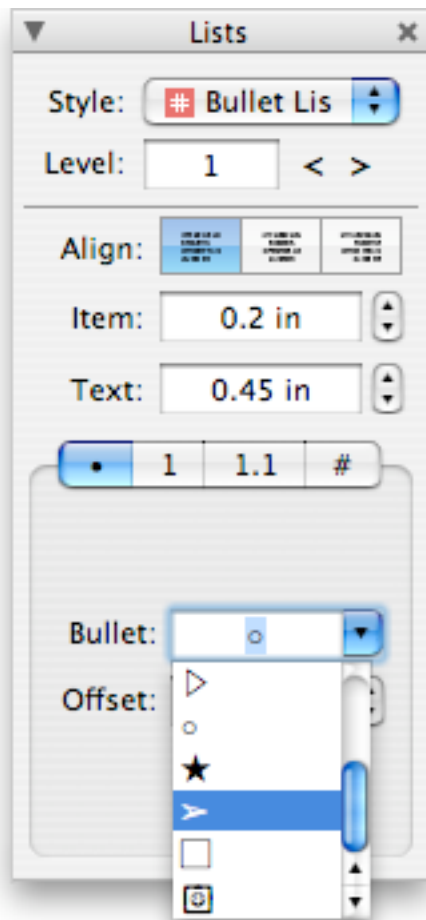 Lists
Style: # Bullet Lis
Level: 1 < >
Align:
Item: 0.2 in
Text: 0.45 in
• 1 1.1 #
Bullet: ○
Offset:
▷
○
★
➢
□